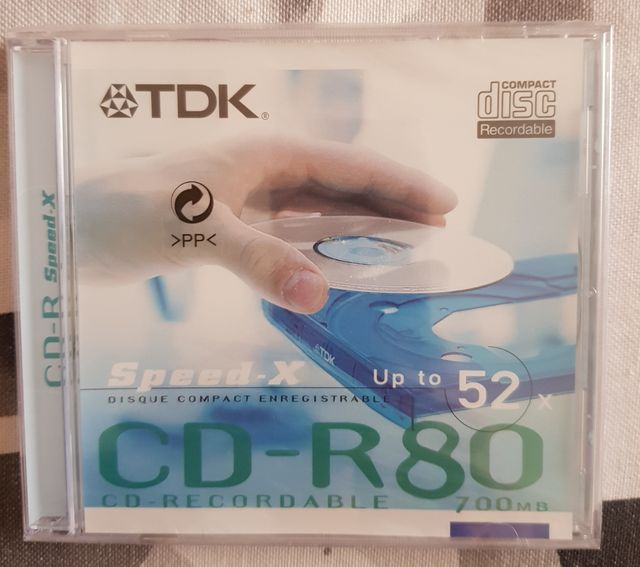 TDK®
COMPACT
disc
Recordable
>PP<
CD-R Speed-X
TDK
Speed-X
Up to 52x
DISQUE COMPACT ENREGISTRABLE
CD-R80
CD-RECORDABLE 700MB